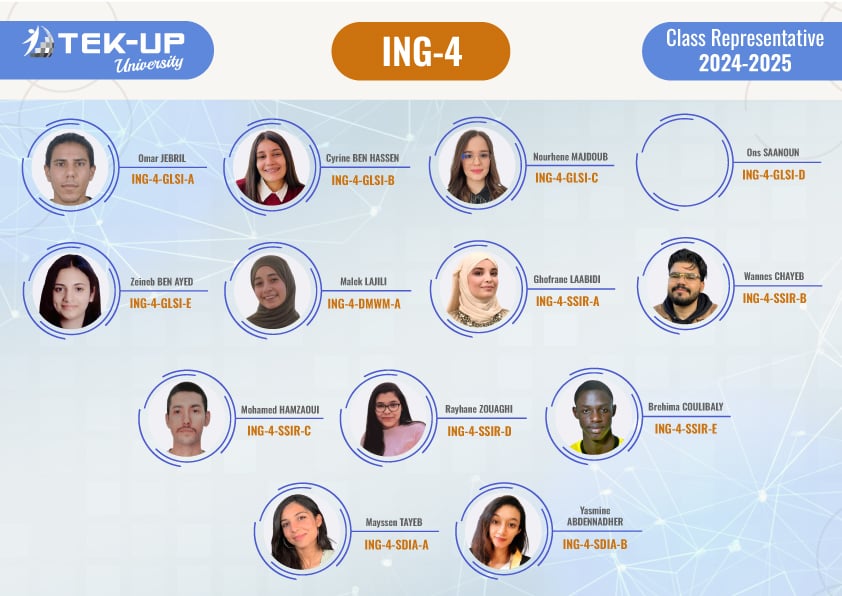 TEK-UP
University
ING-4
Class Representative
2024-2025
Omar JEBRIL
ING-4-GLSI-A
Cyrine BEN HASSEN
ING-4-GLSI-B
Nourhene MAJDOUB
ING-4-GLSI-C
Ons SAANOUN
ING-4-GLSI-D
Zeineb BEN AYED
ING-4-GLSI-E
Malek LAJILI
ING-4-DMWM-A
Ghofrane LAABIDI
ING-4-SSIR-A
Wannes CHAYEB
ING-4-SSIR-B
Mohamed HAMZAOUI
ING-4-SSIR-C
Rayhane ZOUAGHI
ING-4-SSIR-D
Brehima COULIBALY
ING-4-SSIR-E
Mayssen TAYEB
ING-4-SDIA-A
Yasmine
ABDENNADHER
ING-4-SDIA-B